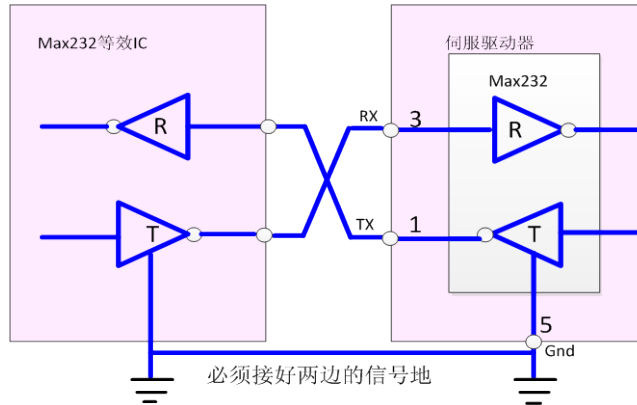 Max232等效IC
伺服驱动器
Max232
R
RX
3
R
T
TX
1
T
5
Gnd
必须接好两边的信号地